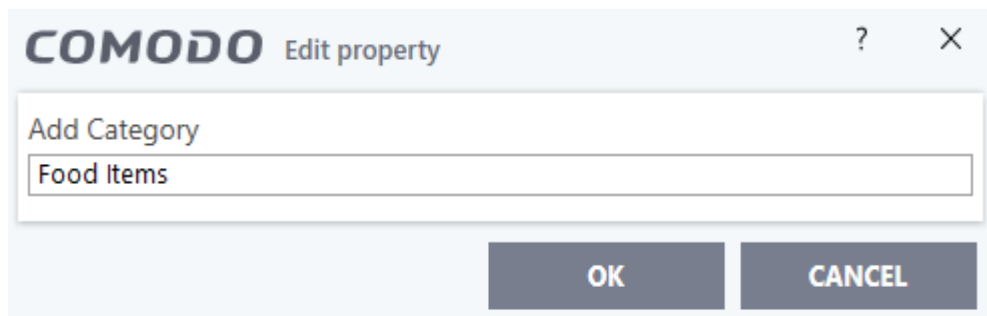 COMODO Edit property ? ×
Add Category
Food Items
OK CANCEL